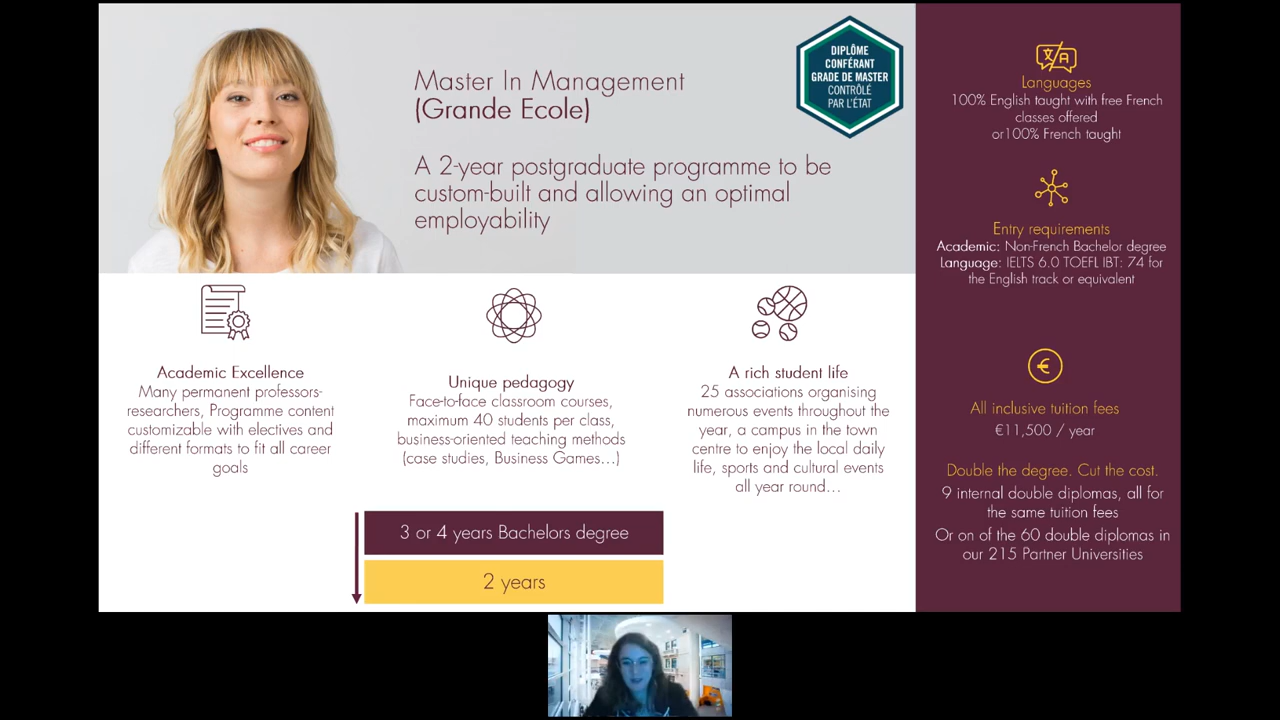 Master In Management
(Grande Ecole)
A 2-year postgraduate programme to be
custom-built and allowing an optimal
employability
DIPLÔME
CONFÉRANT
GRADE DE MASTER
CONTRÔLÉ
PAR L'ÉTAT
Academic Excellence
Many permanent professors-
researchers, Programme content
customizable with electives and
different formats to fit all career
goals
Unique pedagogy
Face-to-face classroom courses,
maximum 40 students per class,
business-oriented teaching methods
(case studies, Business Games...)
A rich student life
25 associations organising
numerous events throughout the
year, a campus in the town
centre to enjoy the local daily
life, sports and cultural events
all year round...
3 or 4 years Bachelors degree
2 years
Languages
100% English taught with free French
classes offered
or100% French taught
Entry requirements
Academic: Non-French Bachelor degree
Language: IELTS 6.0 TOEFL IBT: 74 for
the English track or equivalent
€
All inclusive tuition fees
€11,500 / year
Double the degree. Cut the cost.
9 internal double diplomas, all for
the same tuition fees
Or on of the 60 double diplomas in
our 215 Partner Universities